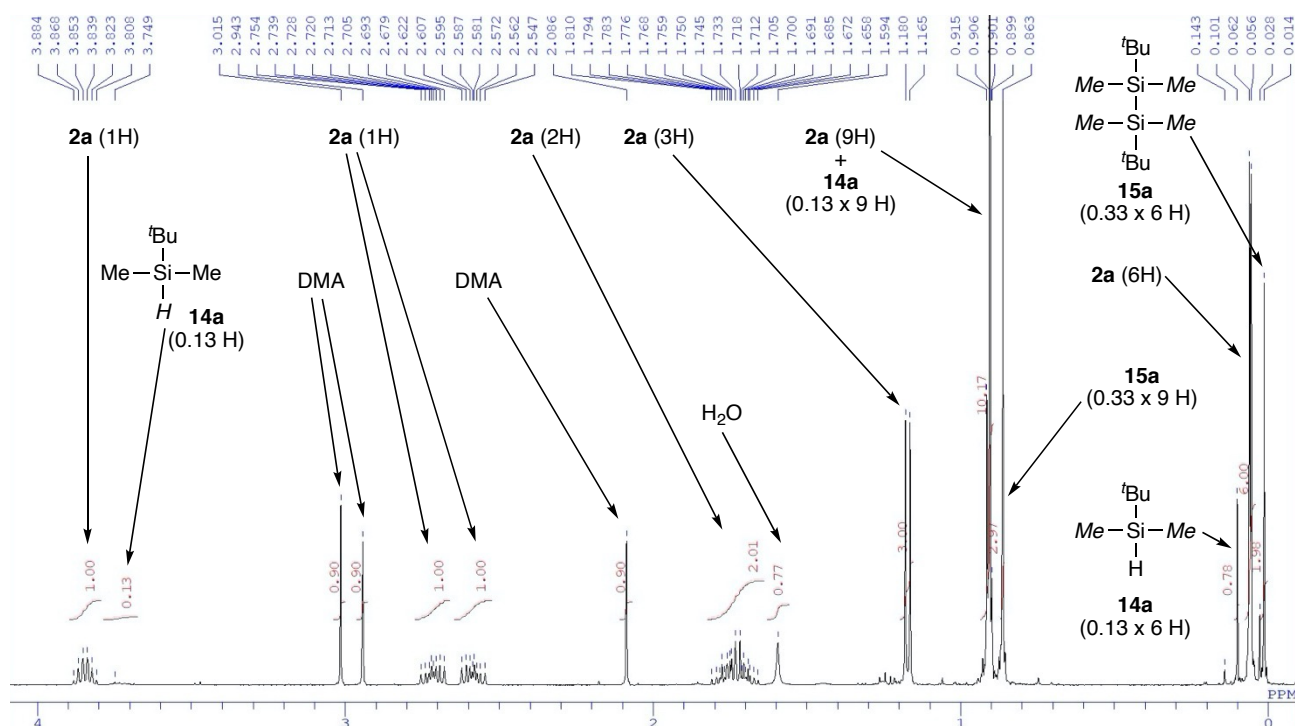 3.884 3.868 3.853 3.839 3.823 3.808 3.749 3.015 2.943 2.754 2.739 2.728 2.720 2.713 2.705 2.693 2.679 2.622 2.607 2.595 2.587 2.581 2.572 2.562 2.547 2.086 1.810 1.794 1.783 1.776 1.768 1.759 1.750 1.745 1.733 1.718 1.712 1.705 1.700 1.691 1.685 1.672 1.658 1.594 1.180 1.165 0.915 0.906 0.901 0.899 0.863 0.143 0.101 0.062 0.056 0.028 0.014
2a (1H)
2a (1H)
2a (2H)
2a (3H)
2a (9H)
+
14a
(0.13 x 9 H)
tBu
Me Si Me
Me Si Me
tBu
15a
(0.33 x 6 H)
tBu
Me Si Me
H
14a
(0.13 H)
DMA
DMA
2a (6H)
15a
(0.33 x 9 H)
H2O
tBu
Me Si Me
H
14a
(0.13 x 6 H)
1.00 0.13 0.90 0.90 1.00 1.00 0.90 2.01 0.77 3.00 10.17 2.97 0.78 6.00 1.98
PPM
4 3 2 1 0